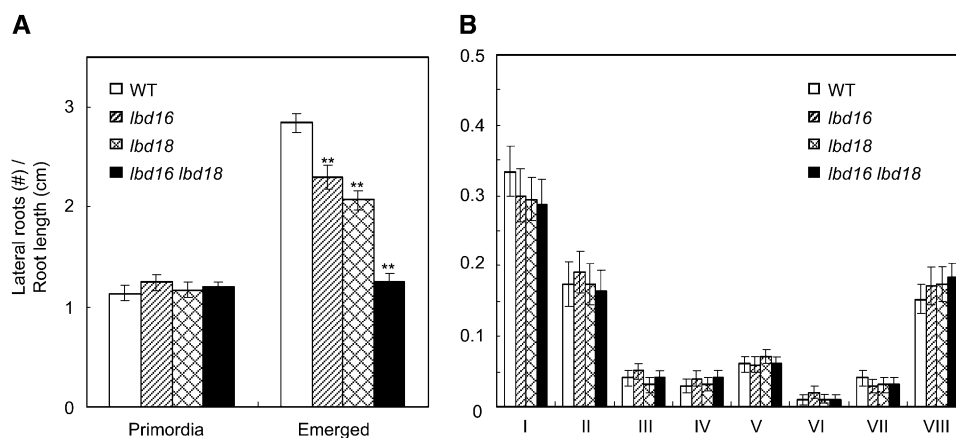 A
Lateral roots (#) /
Root length (cm)
3
2
1
0
WT
lbd16
lbd18
lbd16 lbd18
**
**
**
Primordia
Emerged
B
0.5
0.4
0.3
0.2
0.1
0
WT
lbd16
lbd18
lbd16 lbd18
I
II
III
IV
V
VI
VII
VIII